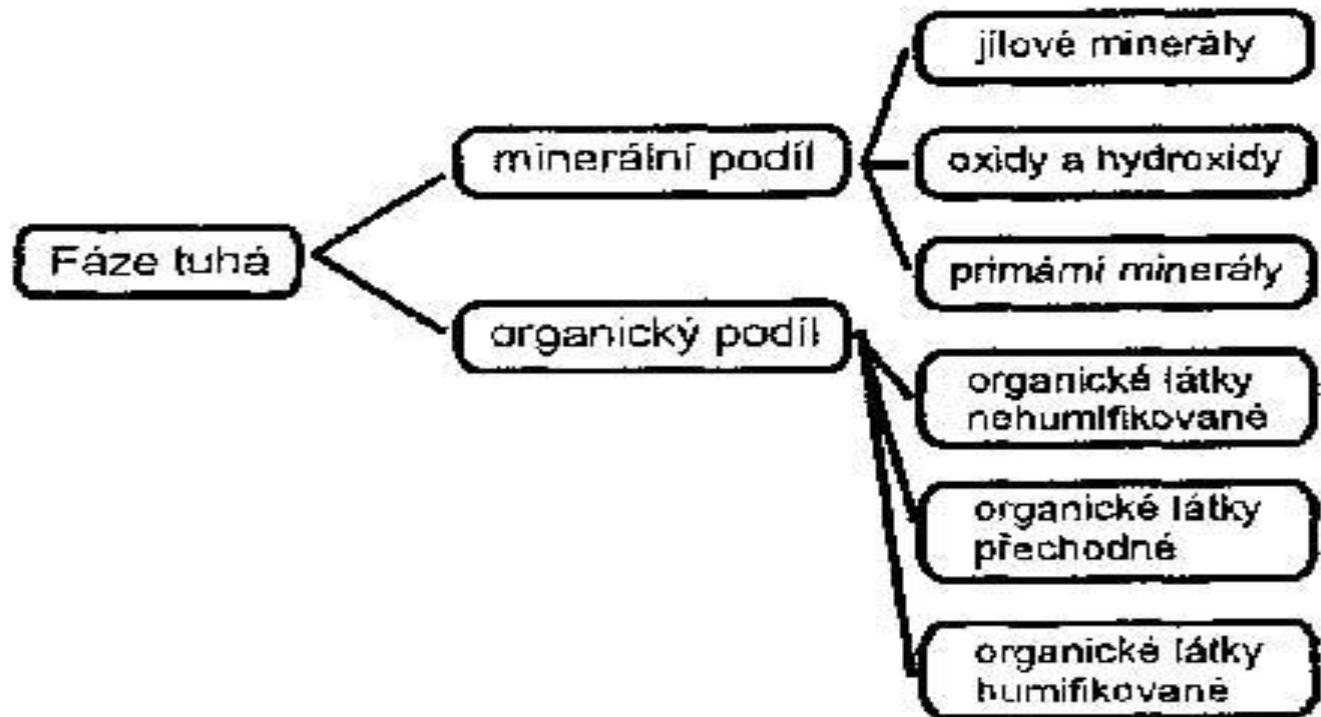 Fáze tuhá
minerální podíl
organický podíl
jílové minerály
oxidy a hydroxidy
primární minerály
organické látky
nehumifikované
organické látky
přechodné
organické látky
humifikované